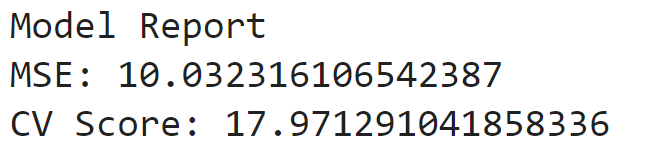 Model Report
MSE: 10.032316106542387
CV Score: 17.971291041858336